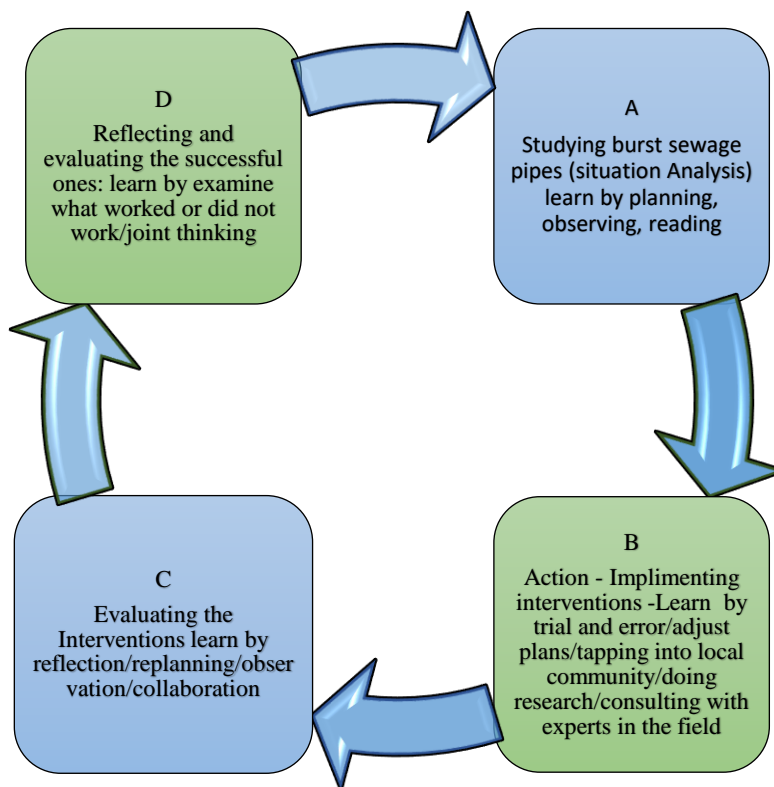 A
Studying burst sewage
pipes (situation Analysis)
learn by planning,
observing, reading
B
Action - Implimenting
interventions -Learn by
trial and error/adjust
plans/tapping into local
community/doing
research/consulting with
experts in the field
C
Evaluating the
Interventions learn by
reflection/replanning/obser
vation/collaboration
D
Reflecting and
evaluating the successful
ones: learn by examine
what worked or did not
work/joint thinking